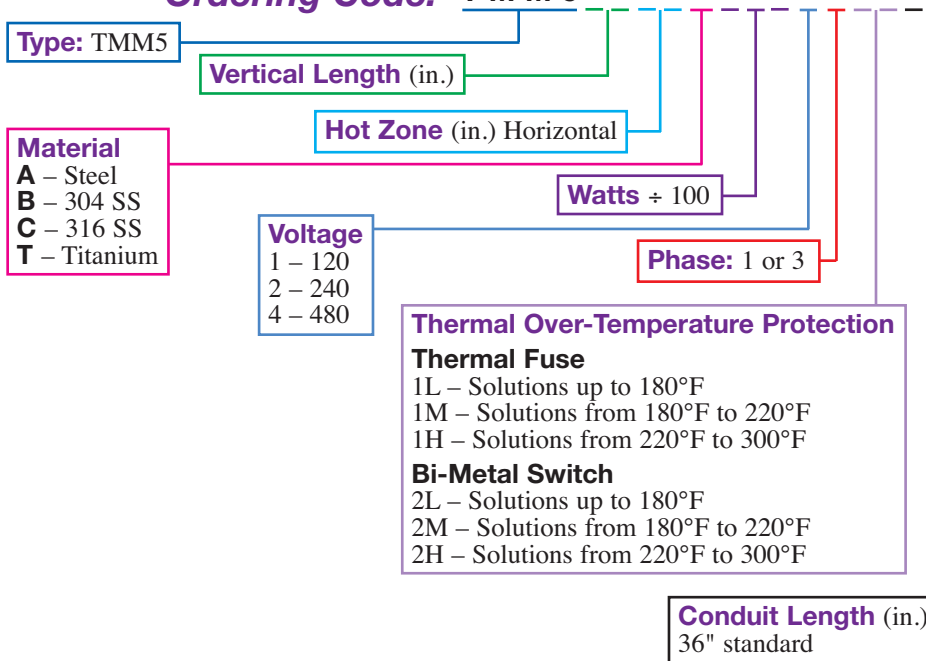 Ordering Code: TMM5
Type: TMM5
Vertical Length (in.)
Hot Zone (in.) Horizontal
Material
A – Steel
B – 304 SS
C – 316 SS
T – Titanium
Watts ÷ 100
Voltage
1 – 120
2 – 240
4 – 480
Phase: 1 or 3
Thermal Over-Temperature Protection
Thermal Fuse
1L – Solutions up to 180°F
1M – Solutions from 180°F to 220°F
1H – Solutions from 220°F to 300°F
Bi-Metal Switch
2L – Solutions up to 180°F
2M – Solutions from 180°F to 220°F
2H – Solutions from 220°F to 300°F
Conduit Length (in.)
36" standard